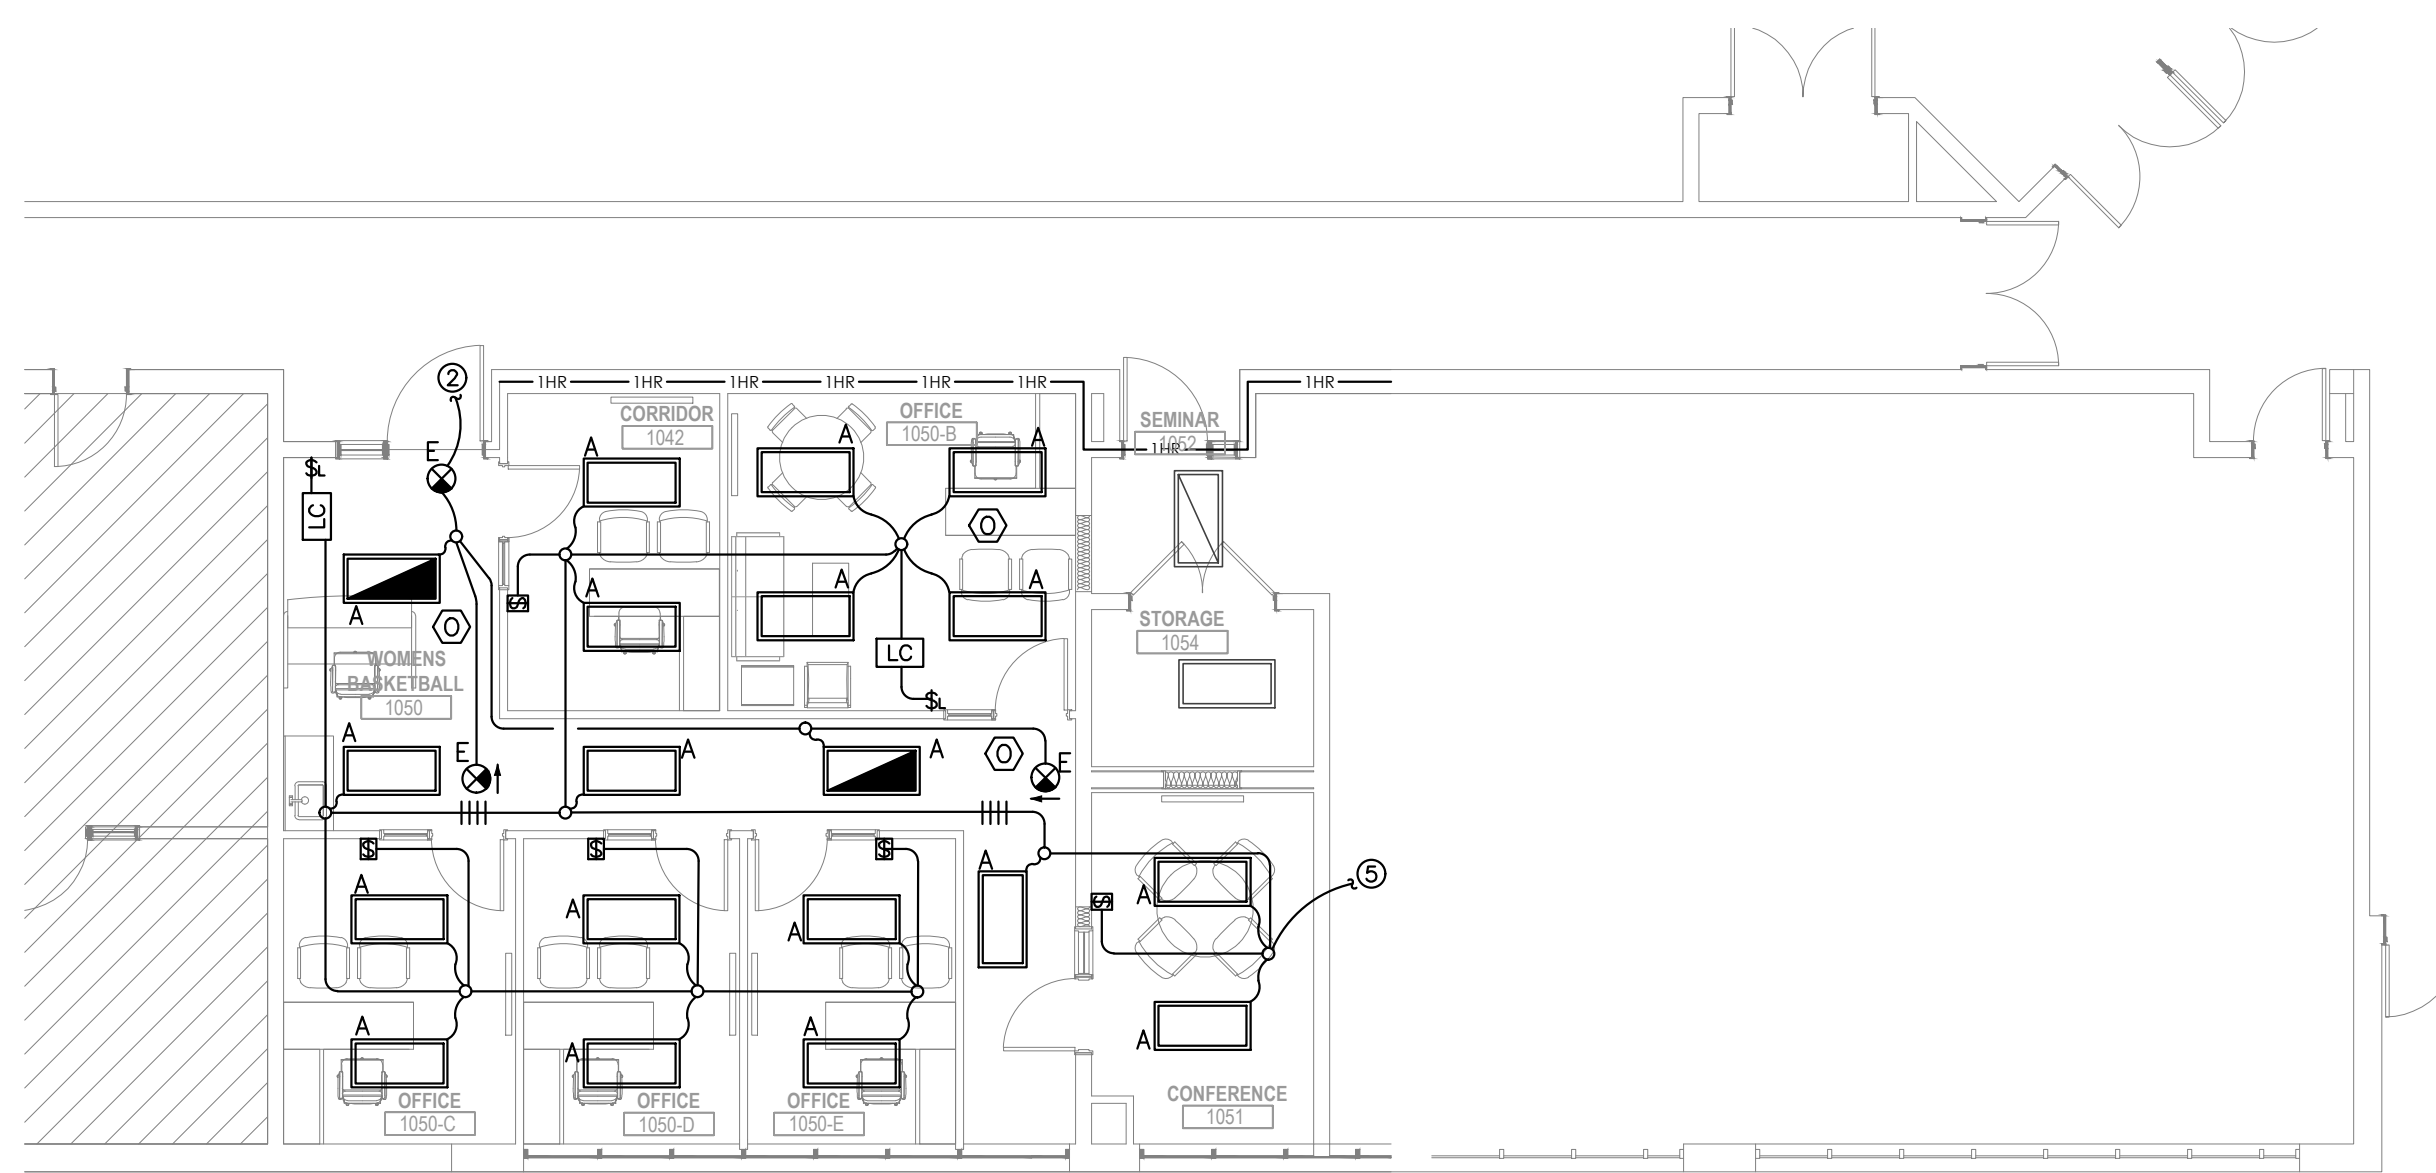 2
1HR 1HR 1HR 1HR 1HR 1HR 1HR
CORRIDOR
1042
OFFICE
1050-B
SEMINAR
1052
1HR
E
$L
LC
A
A
A
O
A
O
$
A
A
A
STORAGE
1054
WOMENS
BASKETBALL
1050
LC
$L
A
E
A
A
O
E
$
$
$
A
5
A
A
A
A
$
A
A
A
A
A
OFFICE
1050-C
OFFICE
1050-D
OFFICE
1050-E
CONFERENCE
1051